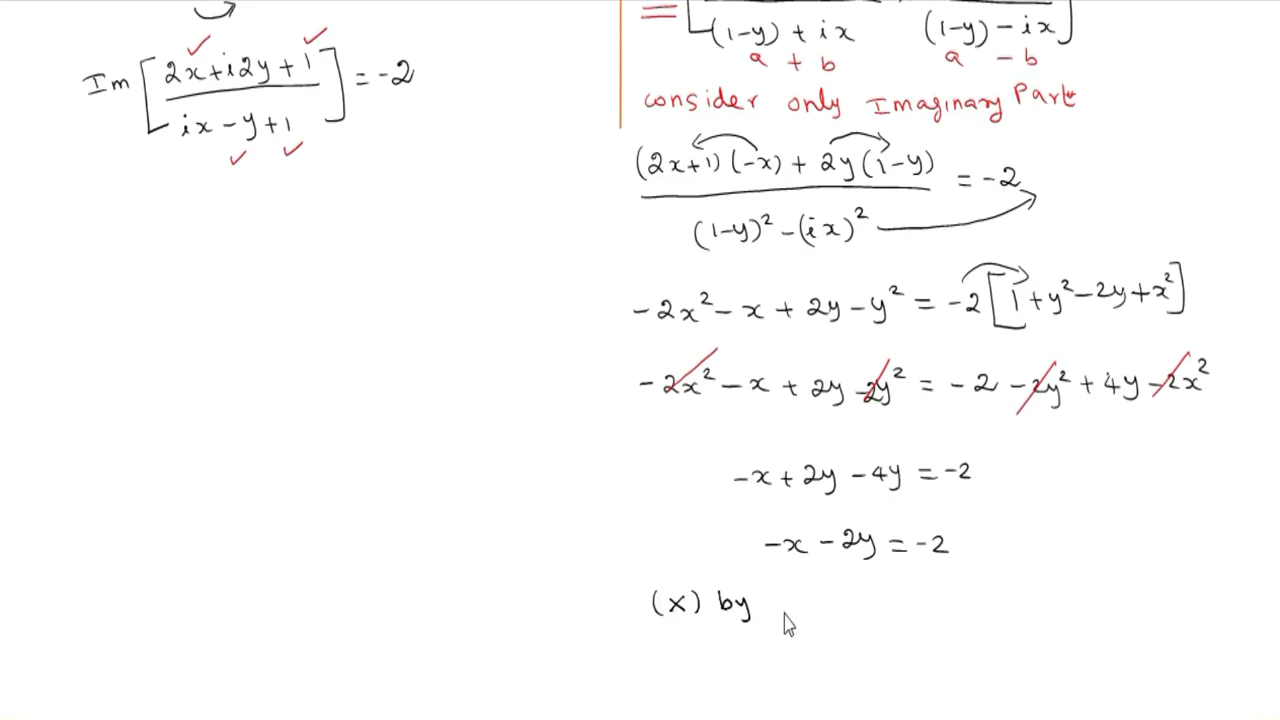 Im [ 2x+i2y+1 / ix-y+1 ] = -2
= [ (1-y) + ix (1-y) - ix ]
a + b a - b
consider only Imaginary Part
(2x+1)(-x) + 2y(1-y) / (1-y)² - (ix)² = -2
-2x² - x + 2y - y² = -2[1+y²-2y+x²]
-2x² - x + 2y - 2y² = -2 - 2y² + 4y - 2x²
-x + 2y - 4y = -2
-x - 2y = -2
(x) by